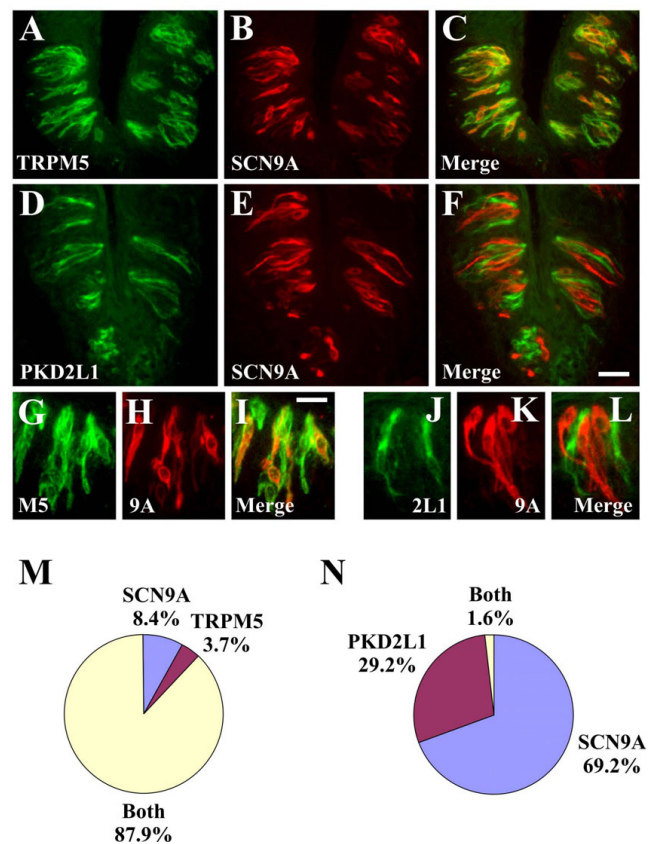 A
B
C
TRPM5
SCN9A
Merge
D
E
F
PKD2L1
SCN9A
Merge
G
H
I
J
K
L
M5
9A
Merge
2L1
9A
Merge
M
N
SCN9A
8.4%
TRPM5
3.7%
Both
87.9%
Both
1.6%
PKD2L1
29.2%
SCN9A
69.2%